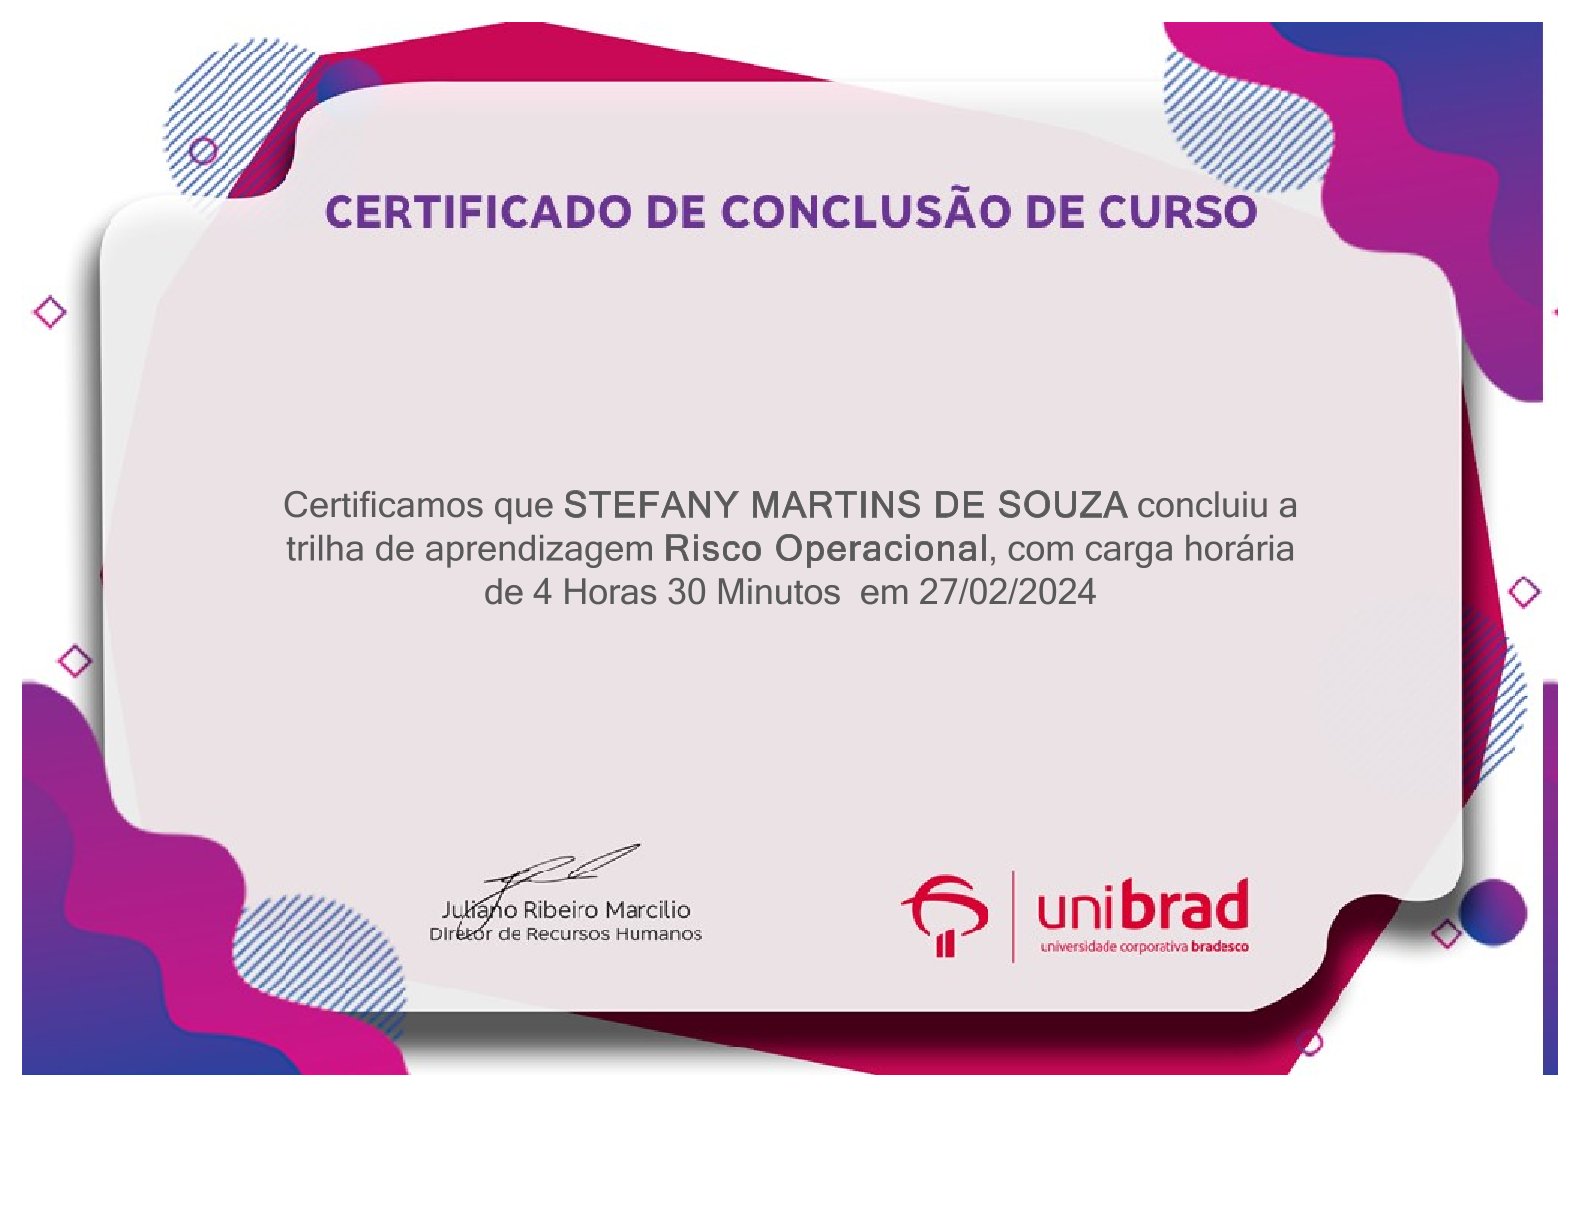 CERTIFICADO DE CONCLUSÃO DE CURSO
Certificamos que STEFANY MARTINS DE SOUZA concluiu a
trilha de aprendizagem Risco Operacional, com carga horária
de 4 Horas 30 Minutos em 27/02/2024
Juliano Ribeiro Marcilio
Diretor de Recursos Humanos
unibrad
universidade corporativa bradesco